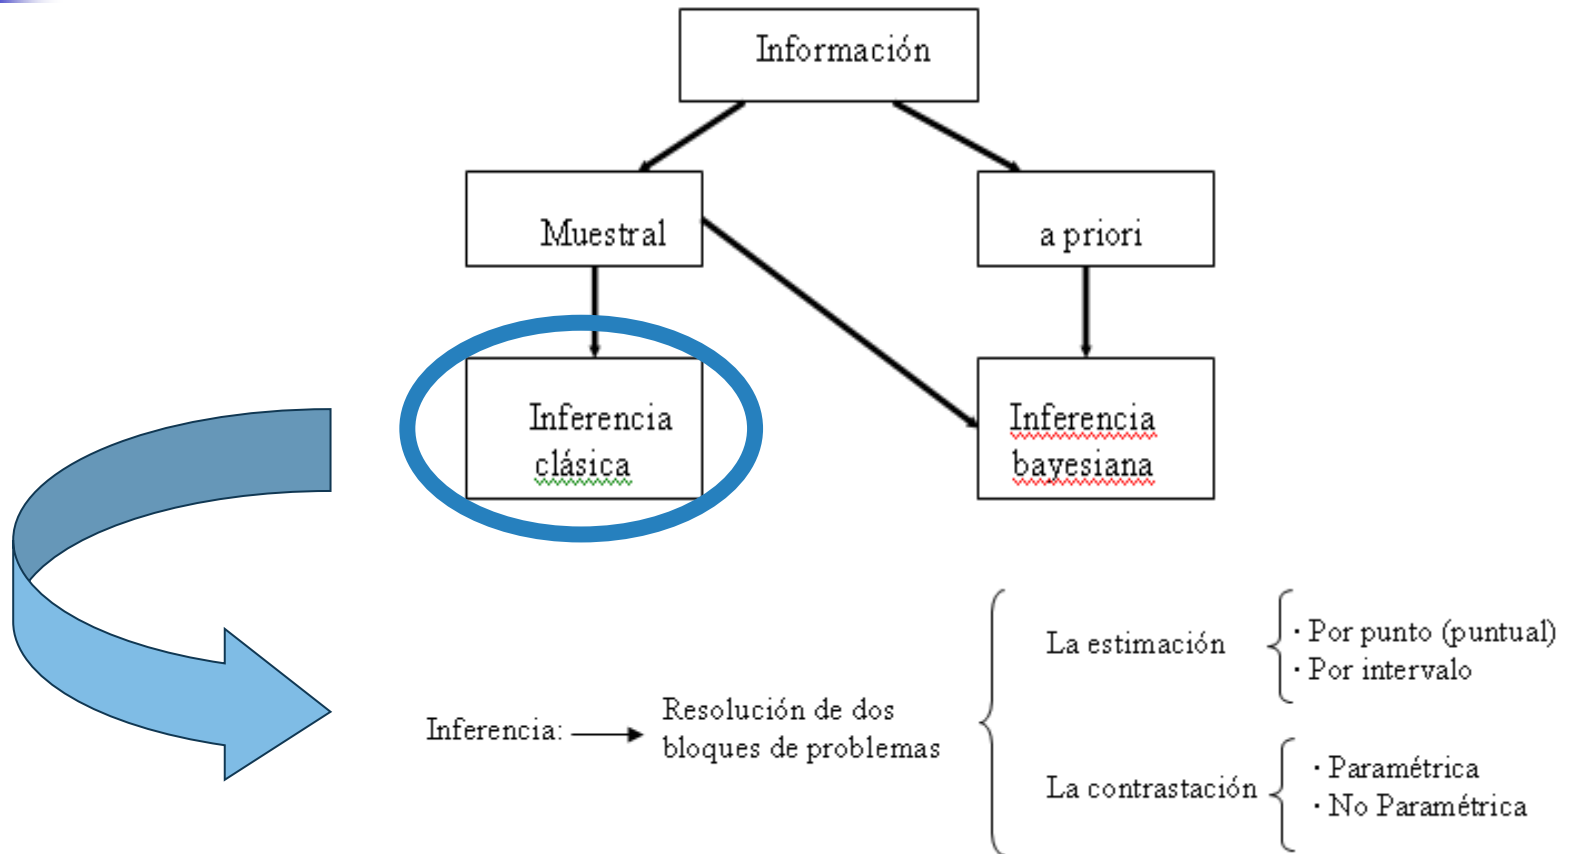 Información
Muestral
a priori
Inferencia
clásica
Inferencia
bayesiana
Inferencia:
Resolución de dos
bloques de problemas
La estimación
· Por punto (puntual)
· Por intervalo
La contrastación
· Paramétrica
· No Paramétrica